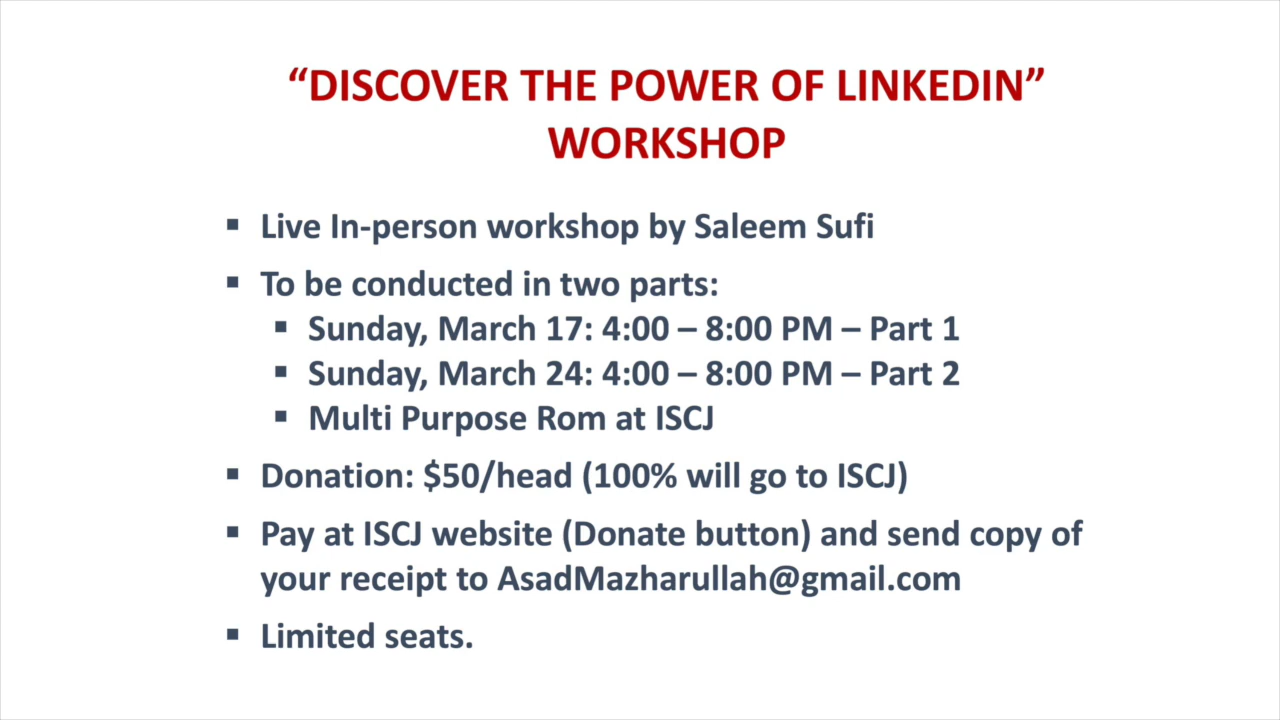 “DISCOVER THE POWER OF LINKEDIN”
WORKSHOP
▪ Live In-person workshop by Saleem Sufi
▪ To be conducted in two parts:
▪ Sunday, March 17: 4:00 – 8:00 PM – Part 1
▪ Sunday, March 24: 4:00 – 8:00 PM – Part 2
▪ Multi Purpose Rom at ISCJ
▪ Donation: $50/head (100% will go to ISCJ)
▪ Pay at ISCJ website (Donate button) and send copy of
your receipt to AsadMazharullah@gmail.com
▪ Limited seats.